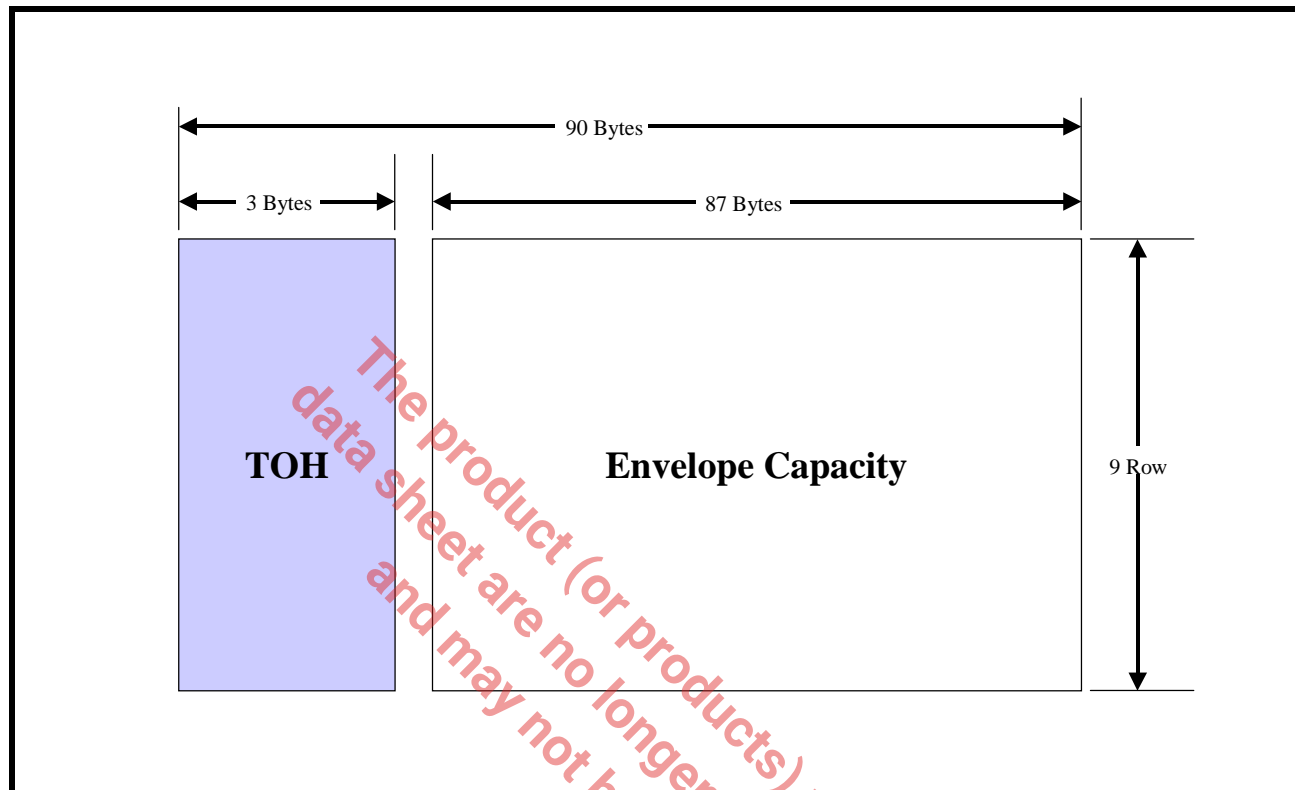 90 Bytes
3 Bytes
87 Bytes
TOH
Envelope Capacity
9 Row
The product (or products)
data sheet are no longer
and may not b